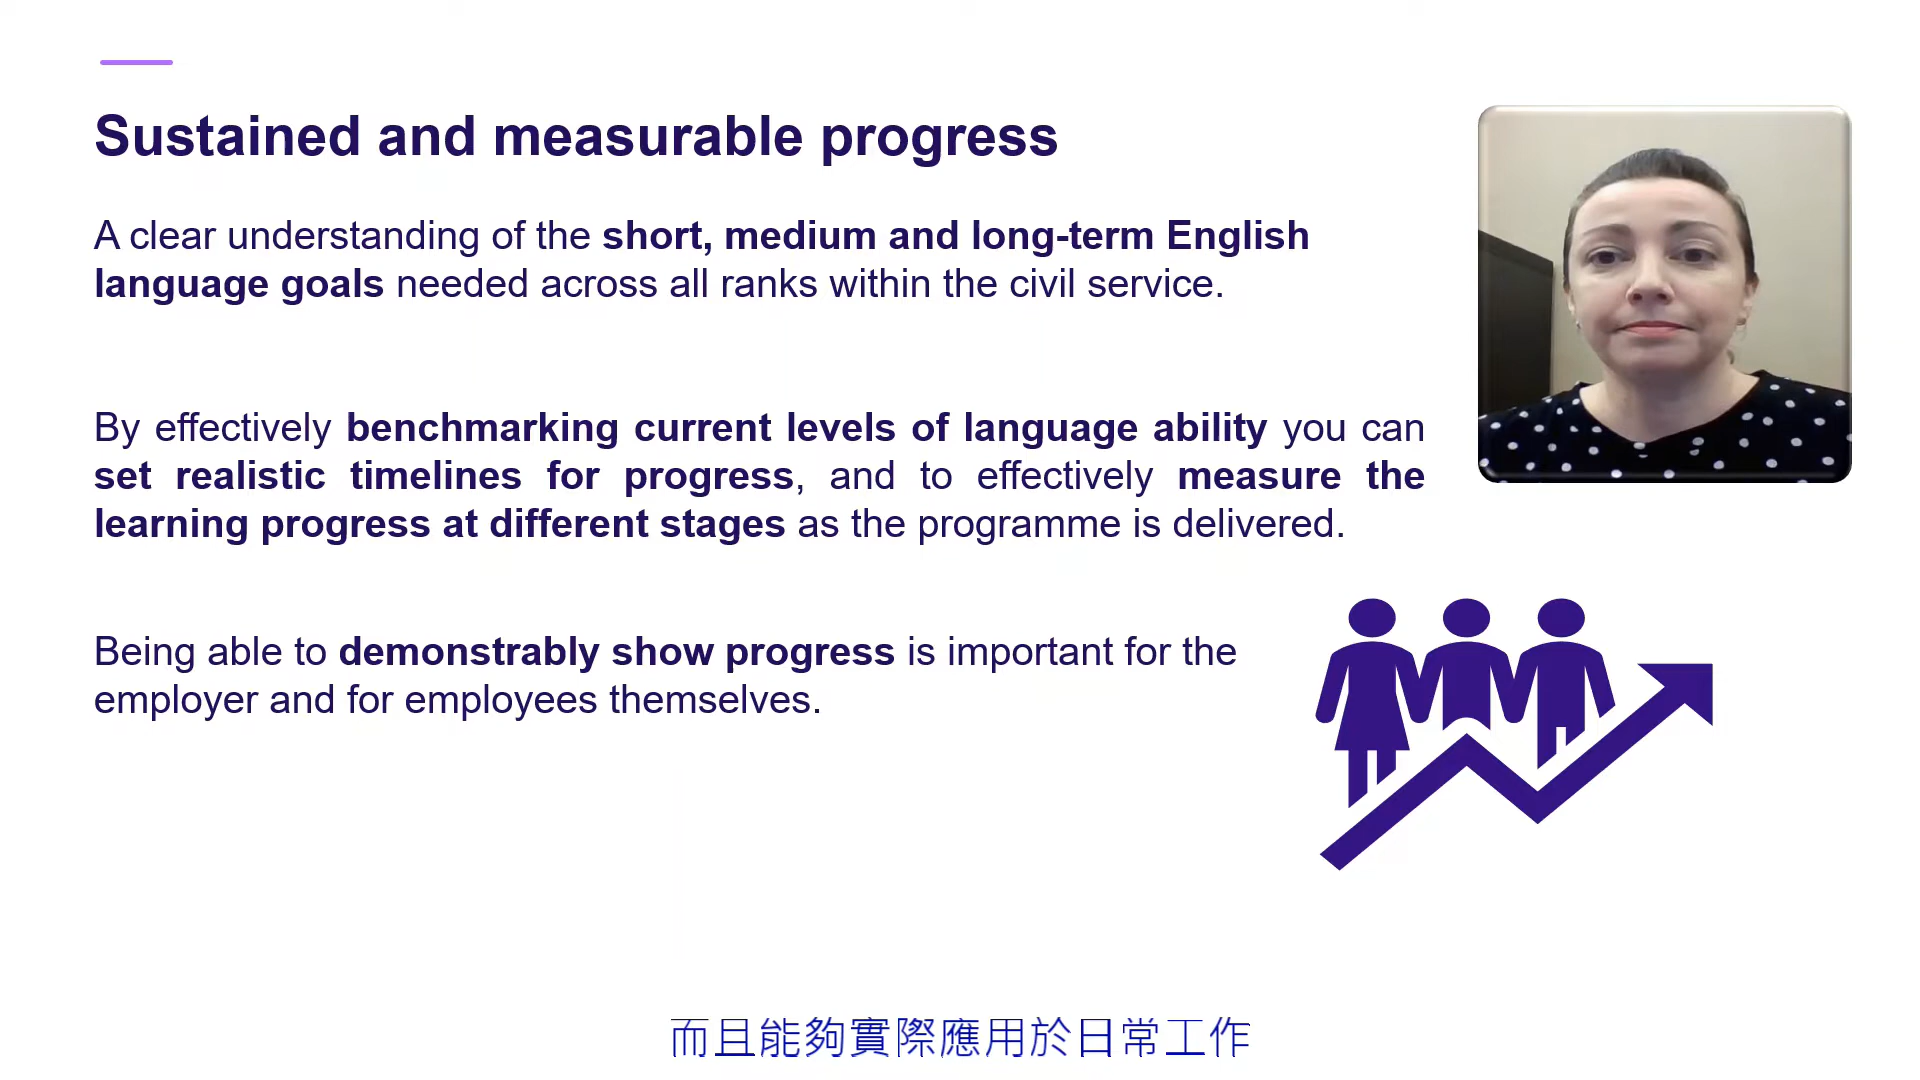 Sustained and measurable progress
A clear understanding of the short, medium and long-term English
language goals needed across all ranks within the civil service.
By effectively benchmarking current levels of language ability you can
set realistic timelines for progress, and to effectively measure the
learning progress at different stages as the programme is delivered.
Being able to demonstrably show progress is important for the
employer and for employees themselves.
而且能夠實際應用於日常工作